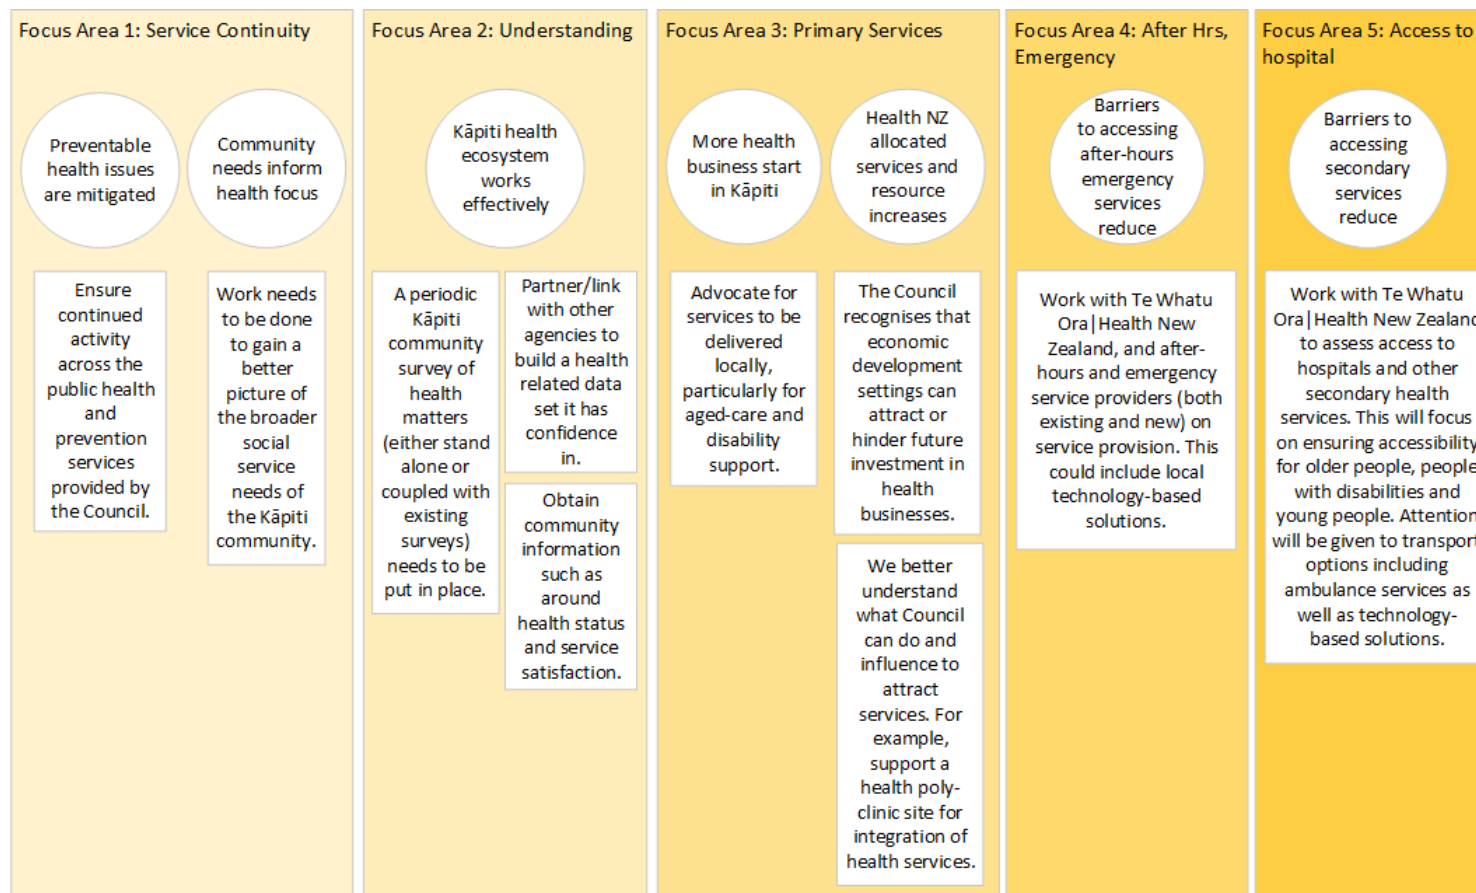 Focus Area 1: Service Continuity
Preventable
health issues
are mitigated
Community
needs inform
health focus
Ensure
continued
activity
across the
public health
and
prevention
services
provided by
the Council.
Work needs
to be done
to gain a
better
picture of
the broader
social
service
needs of
the Kāpiti
community.
Focus Area 2: Understanding
Kāpiti health
ecosystem
works
effectively
A periodic
Kāpiti
community
survey of
health
matters
(either stand
alone or
coupled with
existing
surveys)
needs to be
put in place.
Partner/link
with other
agencies to
build a health
related data
set it has
confidence
in.
Obtain
community
information
such as
around
health status
and service
satisfaction.
Focus Area 3: Primary Services
More health
business start
in Kāpiti
Health NZ
allocated
services and
resource
increases
Advocate for
services to be
delivered
locally,
particularly for
aged-care and
disability
support.
The Council
recognises that
economic
development
settings can
attract or
hinder future
investment in
health
businesses.
We better
understand
what Council
can do and
influence to
attract
services. For
example,
support a
health poly-
clinic site for
integration of
health services.
Focus Area 4: After Hrs,
Emergency
Barriers
to accessing
after-hours
emergency
services
reduce
Work with Te Whatu
Ora|Health New
Zealand, and after-
hours and emergency
service providers (both
existing and new) on
service provision. This
could include local
technology-based
solutions.
Focus Area 5: Access to
hospital
Barriers to
accessing
secondary
services
reduce
Work with Te Whatu
Ora|Health New Zealand
to assess access to
hospitals and other
secondary health
services. This will focus
on ensuring accessibility
for older people, people
with disabilities and
young people. Attention
will be given to transport
options including
ambulance services as
well as technology-
based solutions.